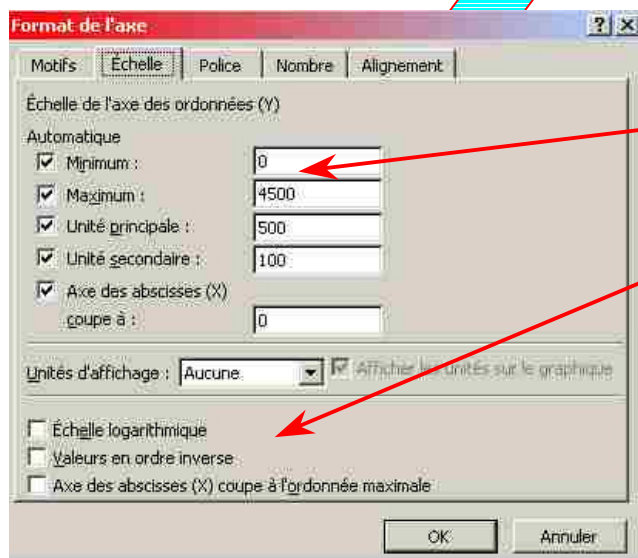 Format de l'axe
Motifs Échelle Police Nombre Alignement
Échelle de l'axe des ordonnées (Y)
Automatique
Minimum : 0
Maximum : 4500
Unité principale : 500
Unité secondaire : 100
Axe des abscisses (X)
coupe à : 0
Unités d'affichage : Aucune Afficher les unités sur le graphique
Échelle logarithmique
Valeurs en ordre inverse
Axe des abscisses (X) coupe à l'ordonnée maximale
OK Annuler